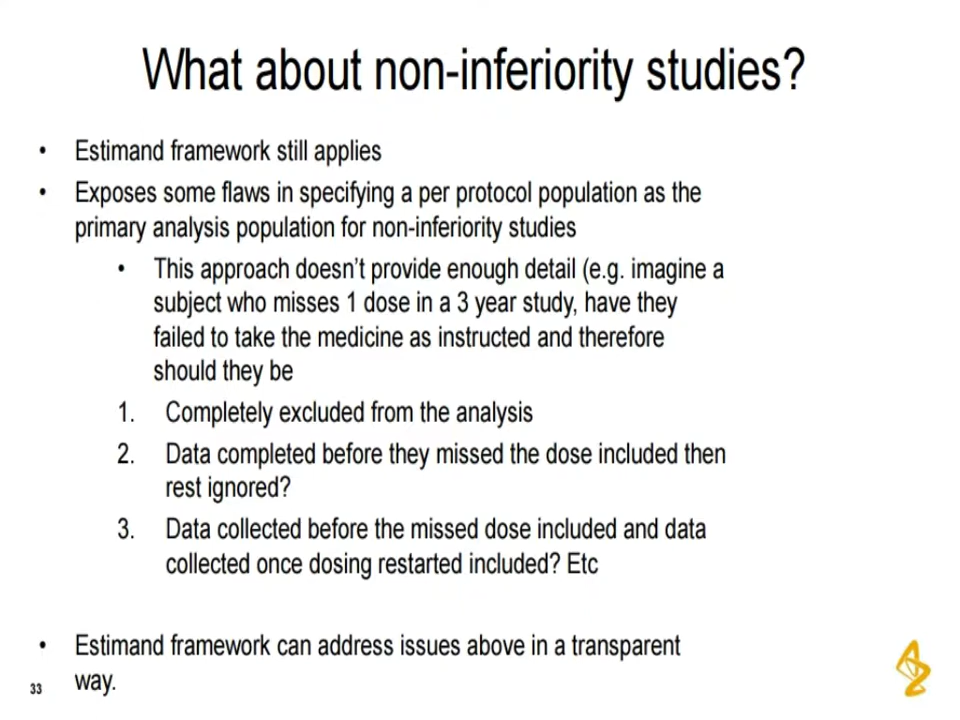 What about non-inferiority studies?
• Estimand framework still applies
• Exposes some flaws in specifying a per protocol population as the
primary analysis population for non-inferiority studies
• This approach doesn't provide enough detail (e.g. imagine a
subject who misses 1 dose in a 3 year study, have they
failed to take the medicine as instructed and therefore
should they be
1. Completely excluded from the analysis
2. Data completed before they missed the dose included then
rest ignored?
3. Data collected before the missed dose included and data
collected once dosing restarted included? Etc
• Estimand framework can address issues above in a transparent
way.
33